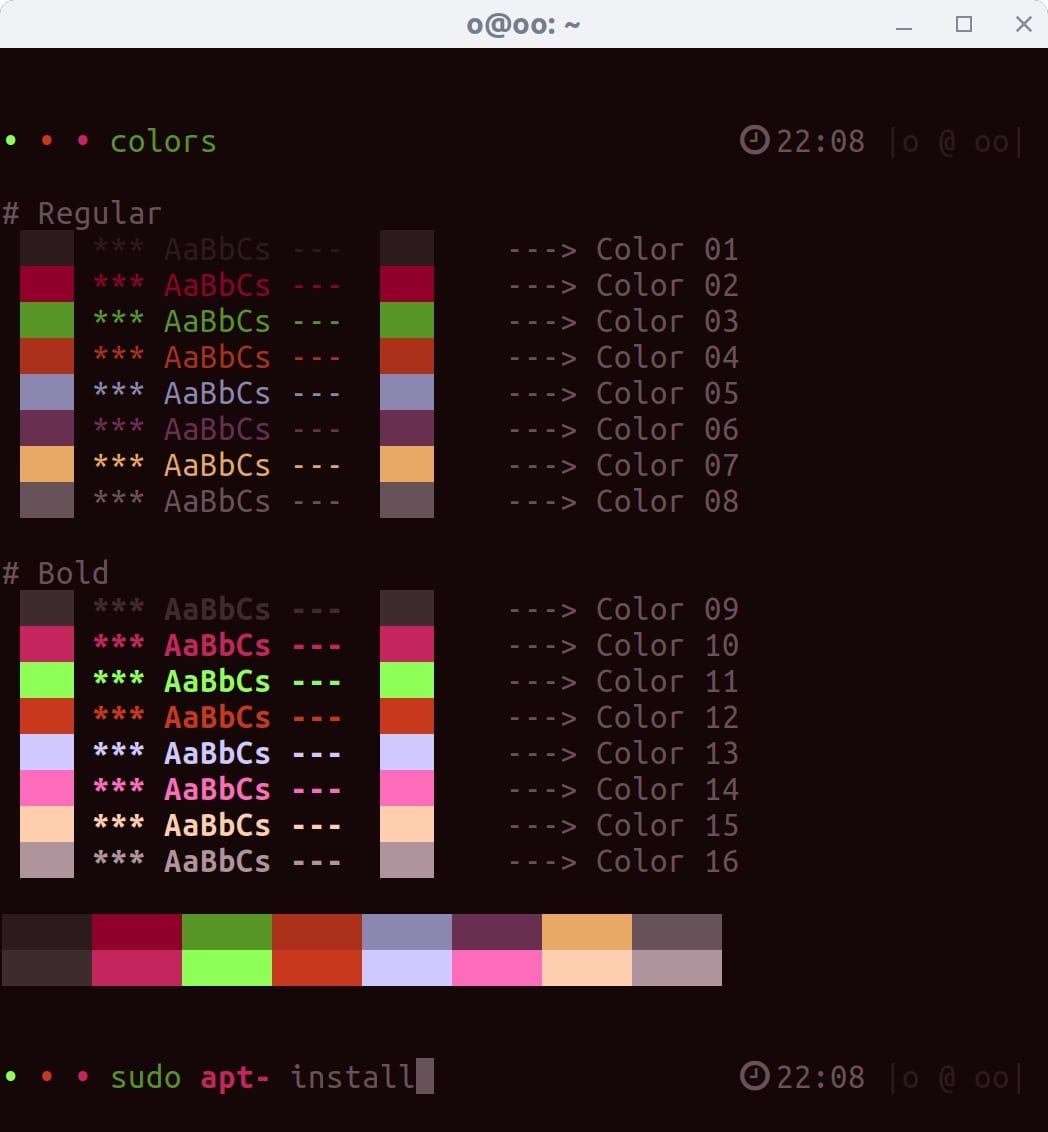 o@oo: ~
• • • colors 22:08 |o @ oo|
# Regular
*** AaBbCs --- ---> Color 01
*** AaBbCs --- ---> Color 02
*** AaBbCs --- ---> Color 03
*** AaBbCs --- ---> Color 04
*** AaBbCs --- ---> Color 05
*** AaBbCs --- ---> Color 06
*** AaBbCs --- ---> Color 07
*** AaBbCs --- ---> Color 08
# Bold
*** AaBbCs --- ---> Color 09
*** AaBbCs --- ---> Color 10
*** AaBbCs --- ---> Color 11
*** AaBbCs --- ---> Color 12
*** AaBbCs --- ---> Color 13
*** AaBbCs --- ---> Color 14
*** AaBbCs --- ---> Color 15
*** AaBbCs --- ---> Color 16
• • • sudo apt- install 22:08 |o @ oo|